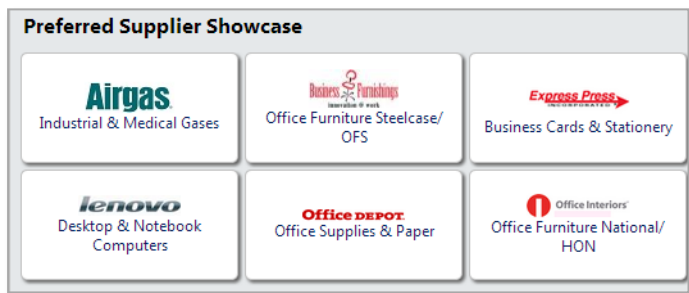 Preferred Supplier Showcase
Airgas
Industrial & Medical Gases
Business Furnishings
innovation @ work
Office Furniture Steelcase/
OFS
Express Press
INCORPORATED
Business Cards & Stationery
lenovo
Desktop & Notebook
Computers
Office DEPOT
Office Supplies & Paper
Office Interiors
Office Furniture National/
HON